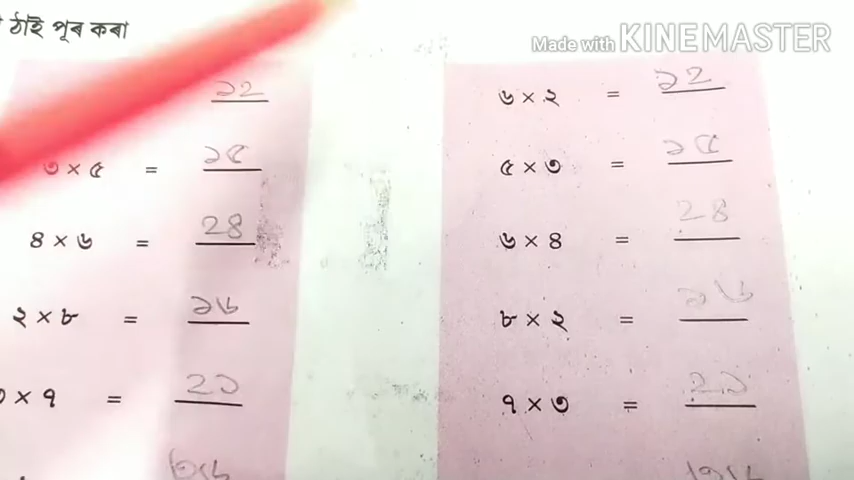 ঠাই পূৰ কৰা
Made with KINEMASTER
১২ ৬ × ২ = ১২
৩ × ৫ = ১৫ ৫ × ৩ = ১৫
৪ × ৬ = ২৪ ৬ × ৪ = ২৪
২ × ৮ = ১৬ ৮ × ২ = ১৬
× ৭ = ২১ ৭ × ৩ = ২১